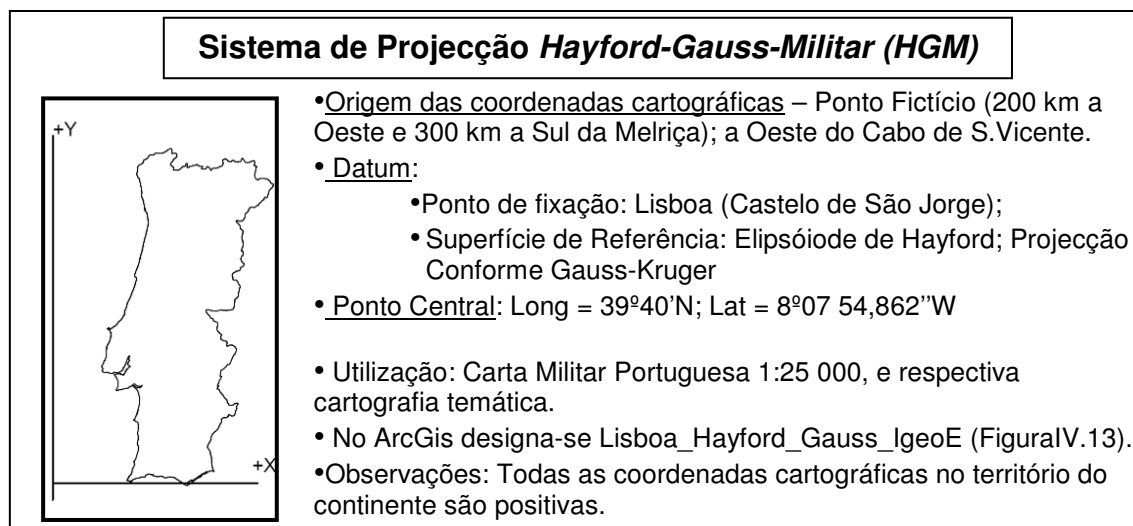 Sistema de Projecção Hayford-Gauss-Militar (HGM)
+Y
+X
•Origem das coordenadas cartográficas – Ponto Fictício (200 km a
Oeste e 300 km a Sul da Melriça); a Oeste do Cabo de S.Vicente.
• Datum:
•Ponto de fixação: Lisboa (Castelo de São Jorge);
• Superfície de Referência: Elipsóiode de Hayford; Projecção
Conforme Gauss-Kruger
• Ponto Central: Long = 39º40’N; Lat = 8º07 54,862’’W
• Utilização: Carta Militar Portuguesa 1:25 000, e respectiva
cartografia temática.
• No ArcGis designa-se Lisboa_Hayford_Gauss_IgeoE (FiguraIV.13).
•Observações: Todas as coordenadas cartográficas no território do
continente são positivas.